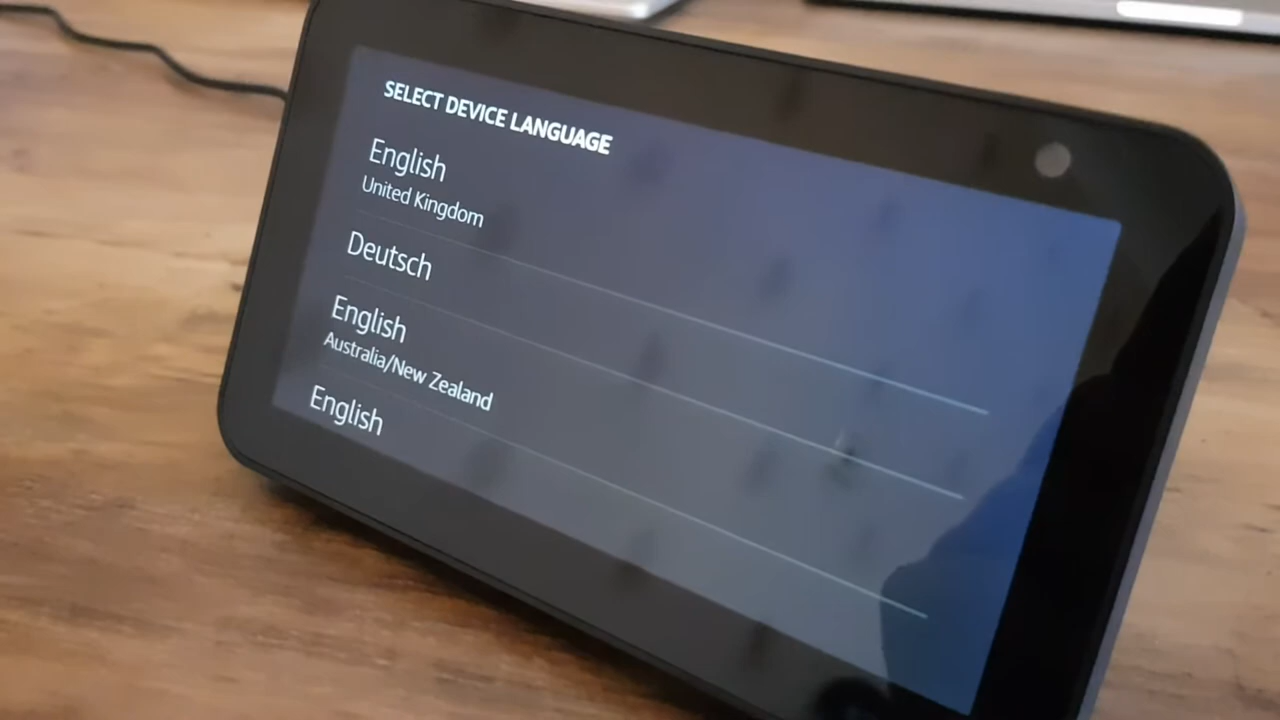 SELECT DEVICE LANGUAGE
English
United Kingdom
Deutsch
English
Australia/New Zealand
English